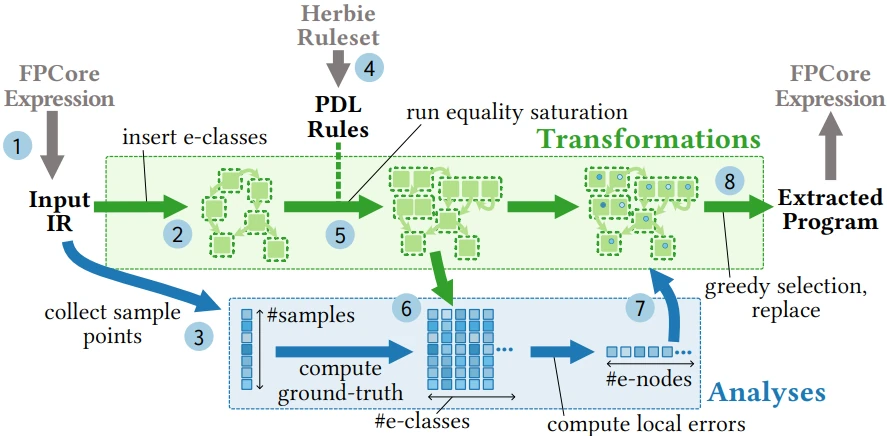 Herbie
Ruleset
4
FPCore
Expression
FPCore
Expression
1
PDL
Rules
run equality saturation
insert e-classes
Transformations
Input
IR
2
5
8
Extracted
Program
collect sample
points
3
#samples
6
7
greedy selection,
replace
compute
ground-truth
#e-classes
#e-nodes
compute local errors
Analyses